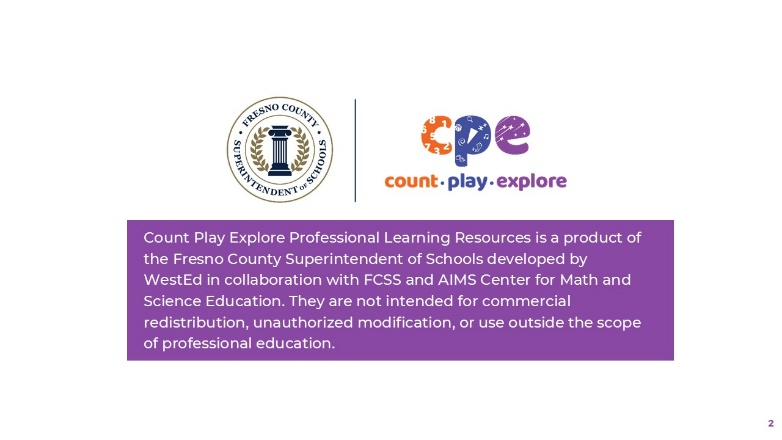 FRESNO COUNTY
SUPERINTENDENT OF SCHOOLS
cpe
count·play·explore
Count Play Explore Professional Learning Resources is a product of
the Fresno County Superintendent of Schools developed by
WestEd in collaboration with FCSS and AIMS Center for Math and
Science Education. They are not intended for commercial
redistribution, unauthorized modification, or use outside the scope
of professional education.
2